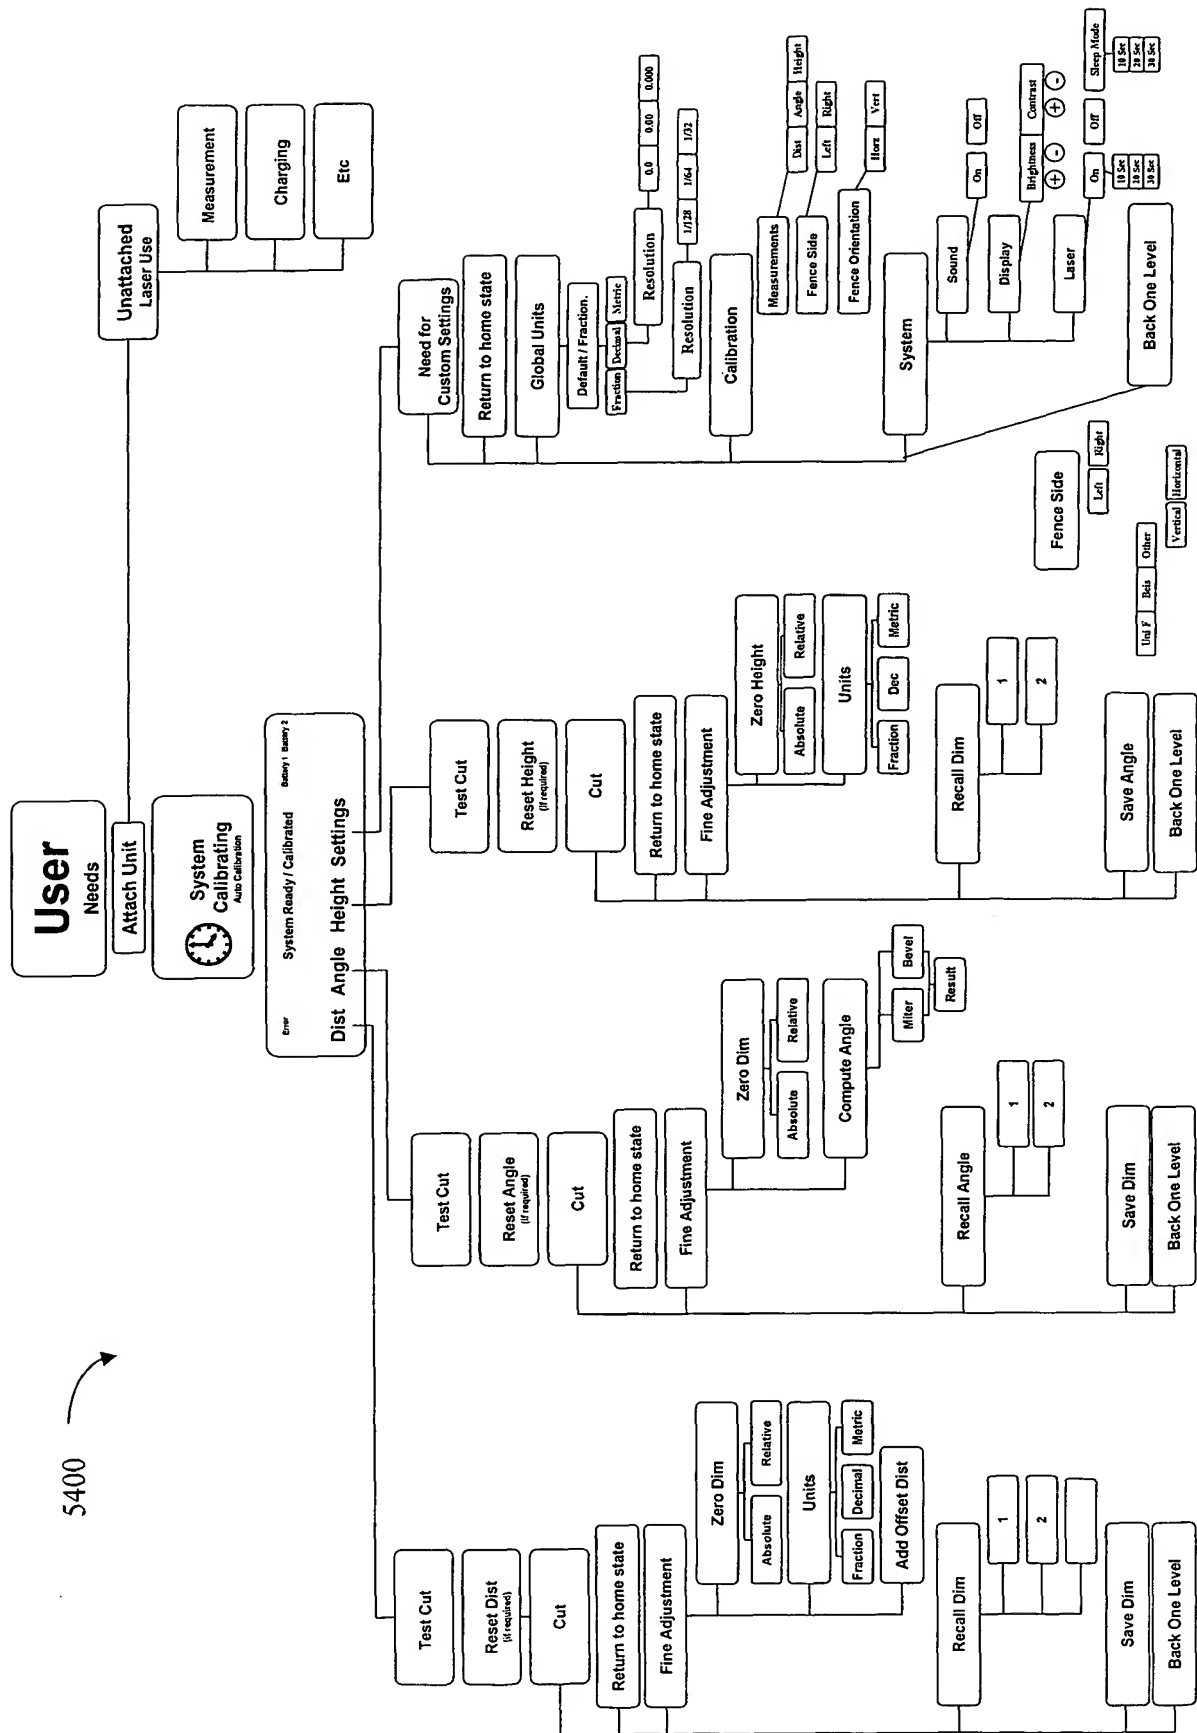 5400
User
Needs
Attach Unit
System
Calibrating
Auto Calibration
Error
System Ready / Calibrated
Battery 1 Battery 2
Dist Angle Height Settings
Unattached
Laser Use
Measurement
Charging
Etc
Test Cut
Reset Dist
(if required)
Cut
Return to home state
Fine Adjustment
Zero Dim
Absolute
Relative
Units
Fraction
Decimal
Metric
Add Offset Dist
Recall Dim
1
2
Save Dim
Back One Level
Test Cut
Reset Angle
(if required)
Cut
Return to home state
Fine Adjustment
Zero Dim
Absolute
Relative
Compute Angle
Miter
Bevel
Result
Recall Angle
1
2
Save Dim
Back One Level
Test Cut
Reset Height
(if required)
Cut
Return to home state
Fine Adjustment
Zero Height
Absolute
Relative
Units
Fraction
Dec
Metric
Recall Dim
1
2
Save Angle
Back One Level
Need for
Custom Settings
Return to home state
Global Units
Default / Fraction.
Fraction Decimal Metric
Resolution
0.0 0.00 0.000
Resolution
1/128 1/64 1/32
Calibration
Measurements
Dist Angle Height
Fence Side
Left Right
Fence Orientation
Horz Vert
System
Sound
On
Off
Display
Brightness Contrast
+ - + -
Laser
On
Off
Sleep Mode
10 Sec
20 Sec
30 Sec
10 Sec
20 Sec
30 Sec
Back One Level
Fence Side
Left Right
Uni F Beis Other
Vertical Horizontal